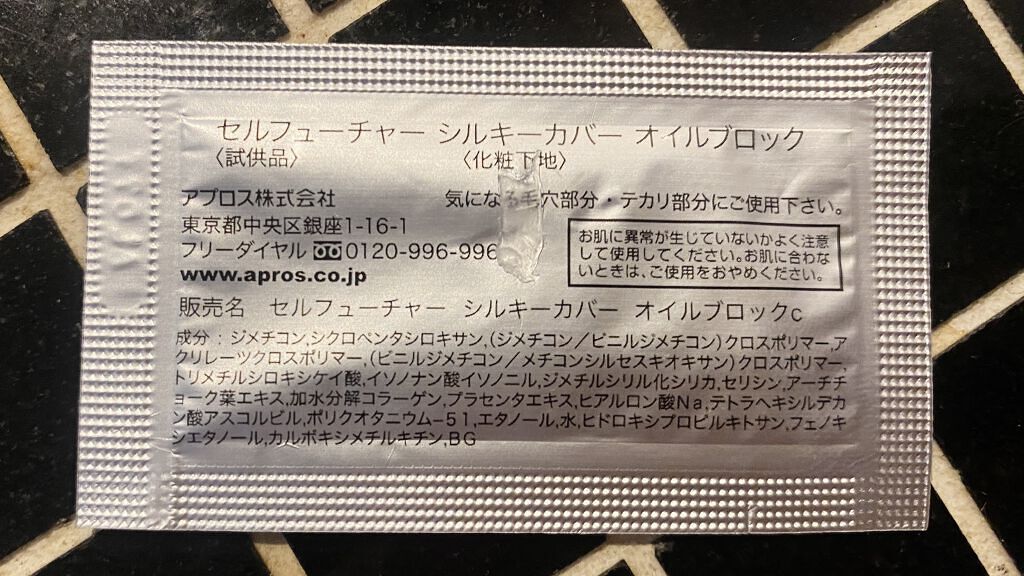 セルフューチャー シルキーカバー オイルブロック
〈試供品〉 〈化粧下地〉
アプロス株式会社 気になる毛穴部分・テカリ部分にご使用下さい。
東京都中央区銀座1-16-1
フリーダイヤル 0120-996-996
www.apros.co.jp
お肌に異常が生じていないかよく注意
して使用してください。お肌に合わな
いときは、ご使用をおやめください。
販売名 セルフューチャー シルキーカバー オイルブロックc
成分：ジメチコン,シクロペンタシロキサン,(ジメチコン／ビニルジメチコン)クロスポリマー,ア
クリレーツクロスポリマー,(ビニルジメチコン／メチコンシルセスキオキサン)クロスポリマー,
トリメチルシロキシケイ酸,イソノナン酸イソノニル,ジメチルシリル化シリカ,セリシン,アーチチ
ョーク葉エキス,加水分解コラーゲン,プラセンタエキス,ヒアルロン酸Na,テトラヘキシルデカ
ン酸アスコルビル,ポリクオタニウム−51,エタノール,水,ヒドロキシプロピルキトサン,フェノキ
シエタノール,カルボキシメチルキチン,BG